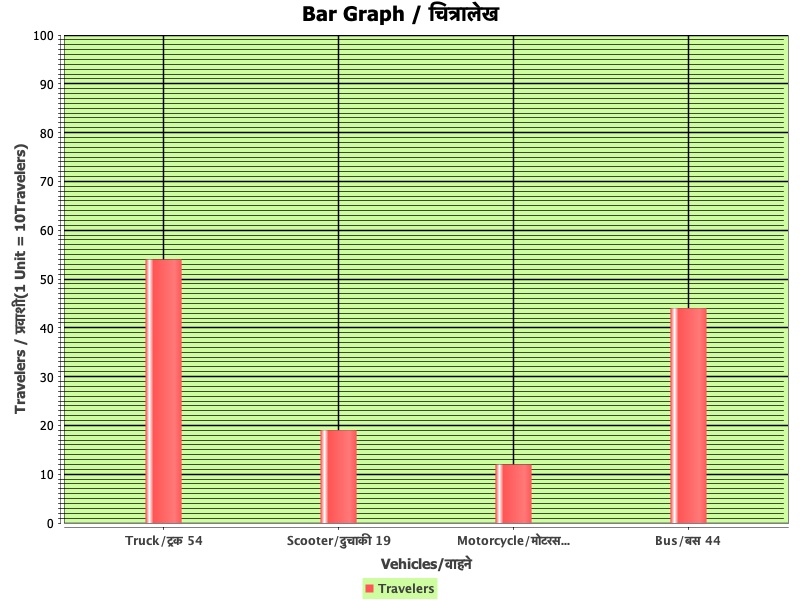 Bar Graph / चित्रालेख
100
90
80
70
60
50
40
30
20
10
0
Travelers / प्रवाशी(1 Unit = 10Travelers)
Truck/ट्रक 54
Scooter/दुचाकी 19
Motorcycle/मोटरस...
Bus/बस 44
Vehicles/वाहने
Travelers